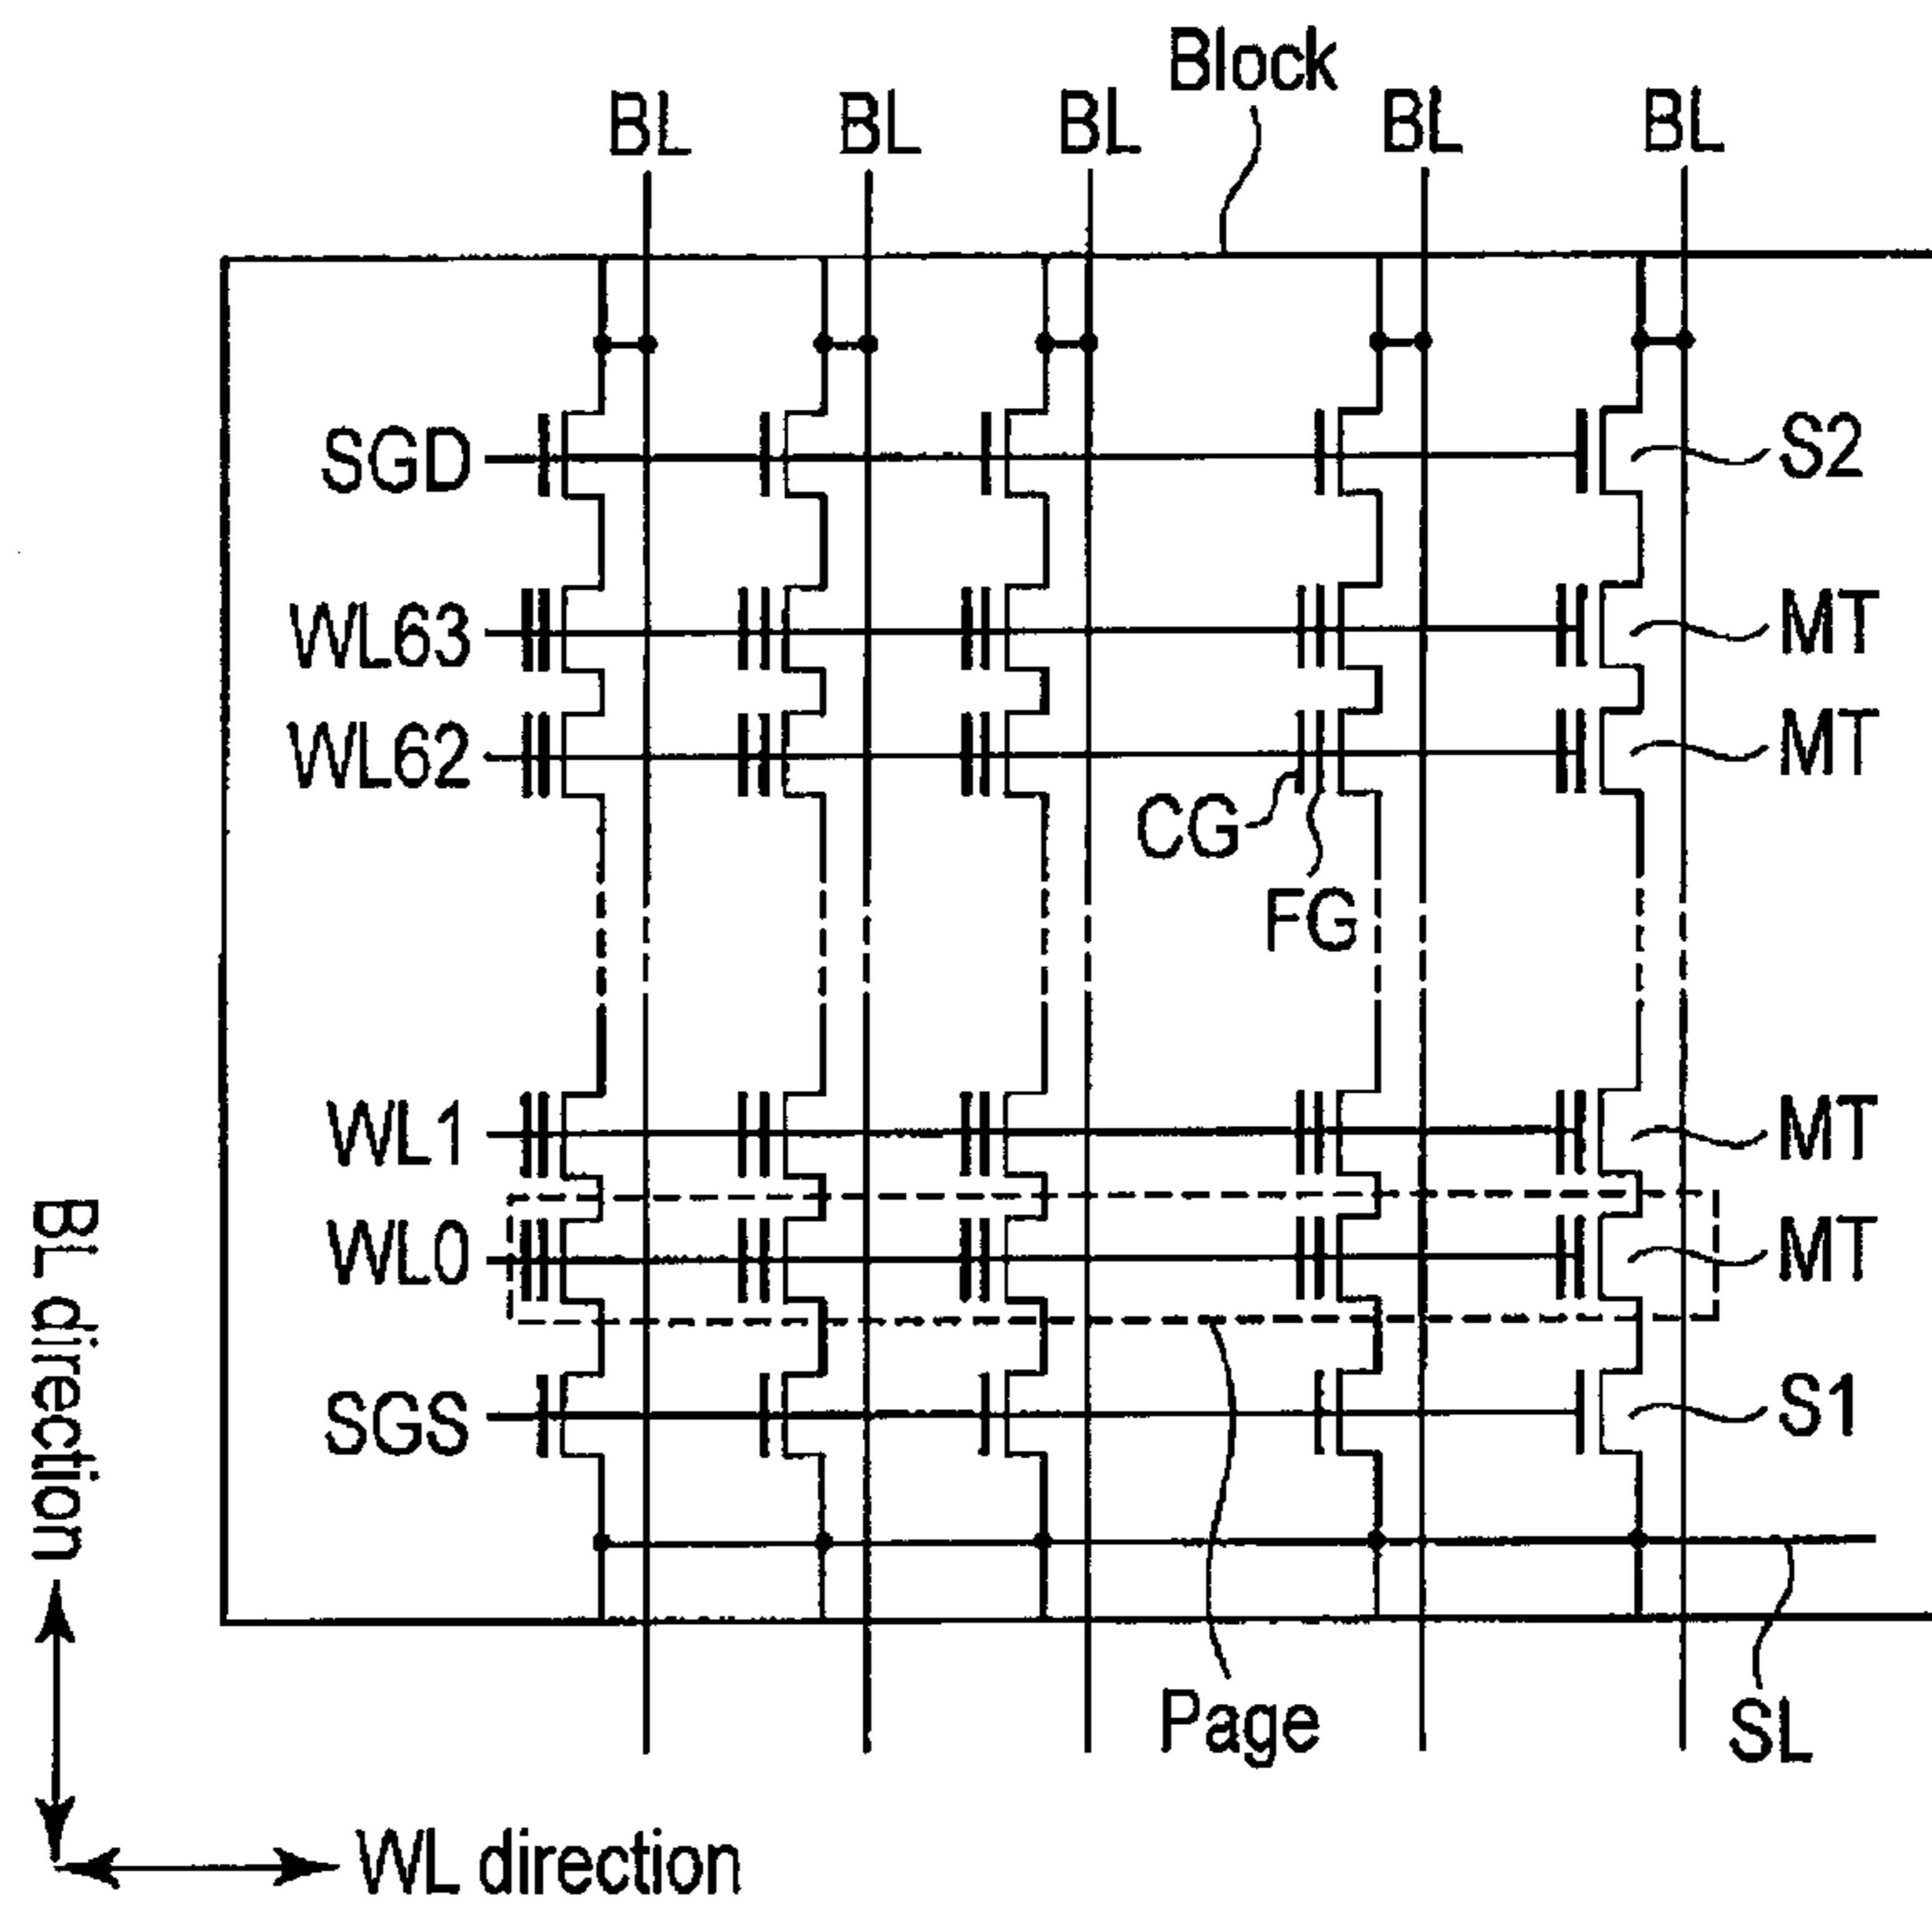 Block
BL BL BL BL BL
SGD S2
WL63 MT
WL62 MT
CG
FG
WL1 MT
WL0 MT
SGS S1
Page
SL
BL direction
WL direction